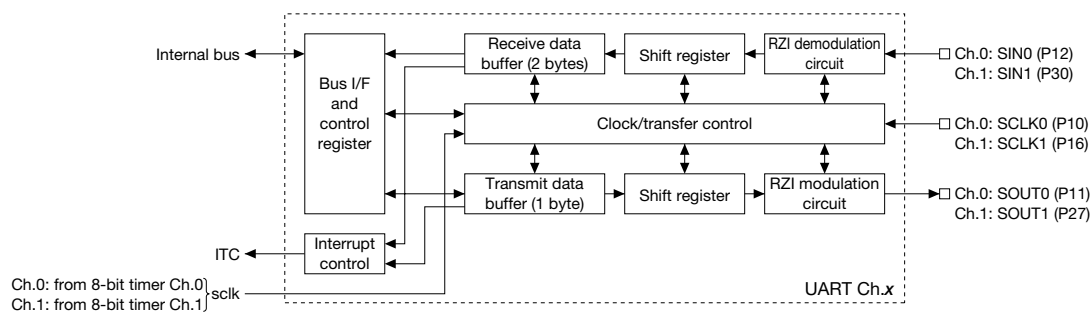 Internal bus
Bus I/F
and
control
register
Receive data
buffer (2 bytes)
Shift register
RZI demodulation
circuit
Ch.0: SIN0 (P12)
Ch.1: SIN1 (P30)
Clock/transfer control
Ch.0: SCLK0 (P10)
Ch.1: SCLK1 (P16)
Transmit data
buffer (1 byte)
Shift register
RZI modulation
circuit
Ch.0: SOUT0 (P11)
Ch.1: SOUT1 (P27)
ITC
Interrupt
control
Ch.0: from 8-bit timer Ch.0
Ch.1: from 8-bit timer Ch.1
sclk
UART Ch.x